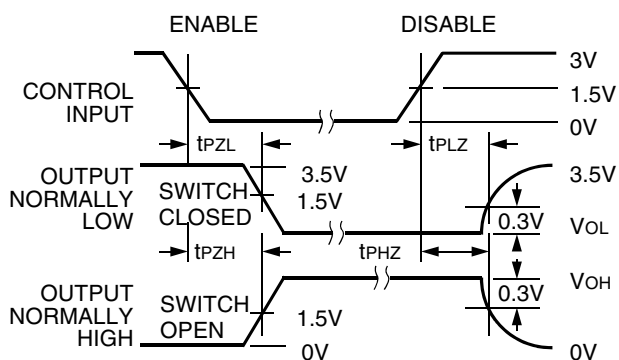 ENABLE
DISABLE
CONTROL
INPUT
3V
1.5V
0V
tPZL
tPLZ
OUTPUT
NORMALLY
LOW
SWITCH
CLOSED
3.5V
1.5V
3.5V
0.3V
VOL
tPZH
tPHZ
OUTPUT
NORMALLY
HIGH
SWITCH
OPEN
1.5V
0V
0.3V
VOH
0V